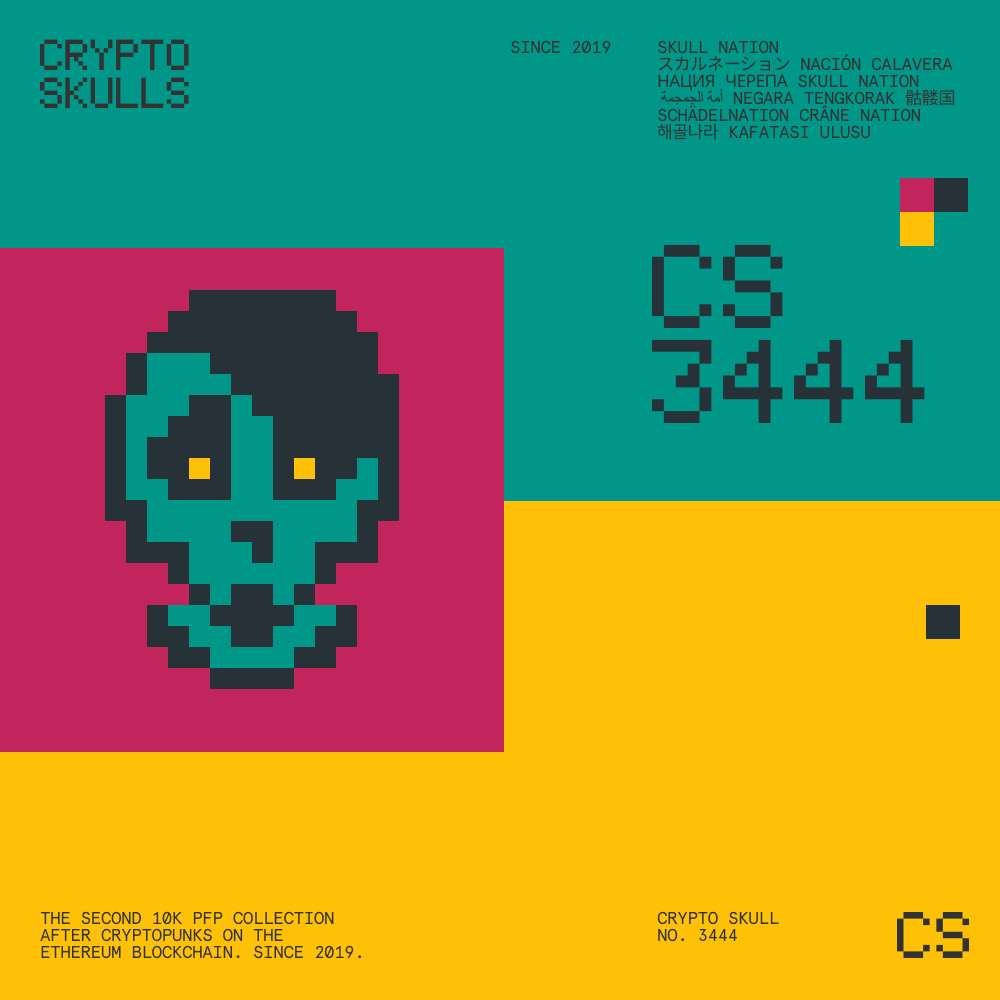 CRYPTO
SKULLS
SINCE 2019
SKULL NATION
スカルネーション NACIÓN CALAVERA
НАЦИЯ ЧЕРЕПА SKULL NATION
أمة الجمجمة NEGARA TENGKORAK 骷髅国
SCHÄDELNATION CRÂNE NATION
해골나라 KAFATASI ULUSU
CS
3444
THE SECOND 10K PFP COLLECTION
AFTER CRYPTOPUNKS ON THE
ETHEREUM BLOCKCHAIN. SINCE 2019.
CRYPTO SKULL
NO. 3444
CS